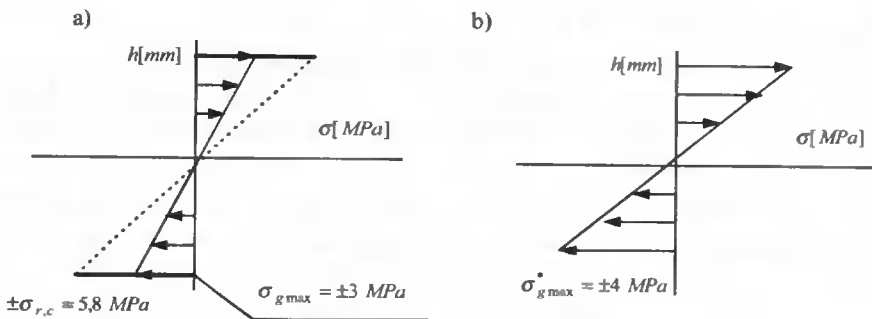 a)
h[mm]
σ[MPa]
±σr,c = 5,8 MPa
σg max = ±3 MPa
b)
h[mm]
σ[MPa]
σ*g max = ±4 MPa